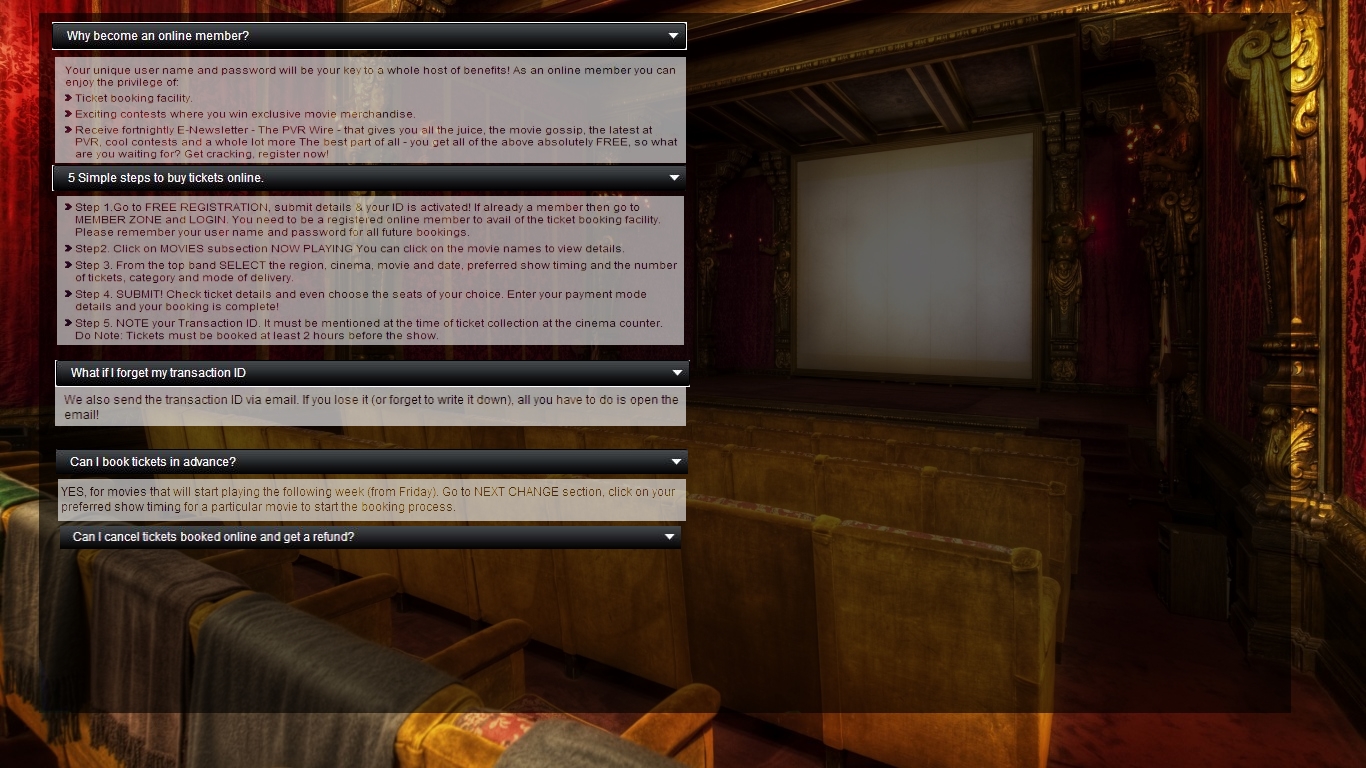 Why become an online member?
Your unique user name and password will be your key to a whole host of benefits! As an online member you can
enjoy the privilege of:
Ticket booking facility.
Exciting contests where you win exclusive movie merchandise.
Receive fortnightly E-Newsletter - The PVR Wire - that gives you all the juice, the movie gossip, the latest at
PVR, cool contests and a whole lot more The best part of all - you get all of the above absolutely FREE, so what
are you waiting for? Get cracking, register now!
5 Simple steps to buy tickets online.
Step 1.Go to FREE REGISTRATION, submit details & your ID is activated! If already a member then go to
MEMBER ZONE and LOGIN. You need to be a registered online member to avail of the ticket booking facility.
Please remember your user name and password for all future bookings.
Step2. Click on MOVIES subsection NOW PLAYING You can click on the movie names to view details.
Step 3. From the top band SELECT the region, cinema, movie and date, preferred show timing and the number
of tickets, category and mode of delivery.
Step 4. SUBMIT! Check ticket details and even choose the seats of your choice. Enter your payment mode
details and your booking is complete!
Step 5. NOTE your Transaction ID. It must be mentioned at the time of ticket collection at the cinema counter.
Do Note: Tickets must be booked at least 2 hours before the show.
What if I forget my transaction ID
We also send the transaction ID via email. If you lose it (or forget to write it down), all you have to do is open the
email!
Can I book tickets in advance?
YES, for movies that will start playing the following week (from Friday). Go to NEXT CHANGE section, click on your
preferred show timing for a particular movie to start the booking process.
Can I cancel tickets booked online and get a refund?